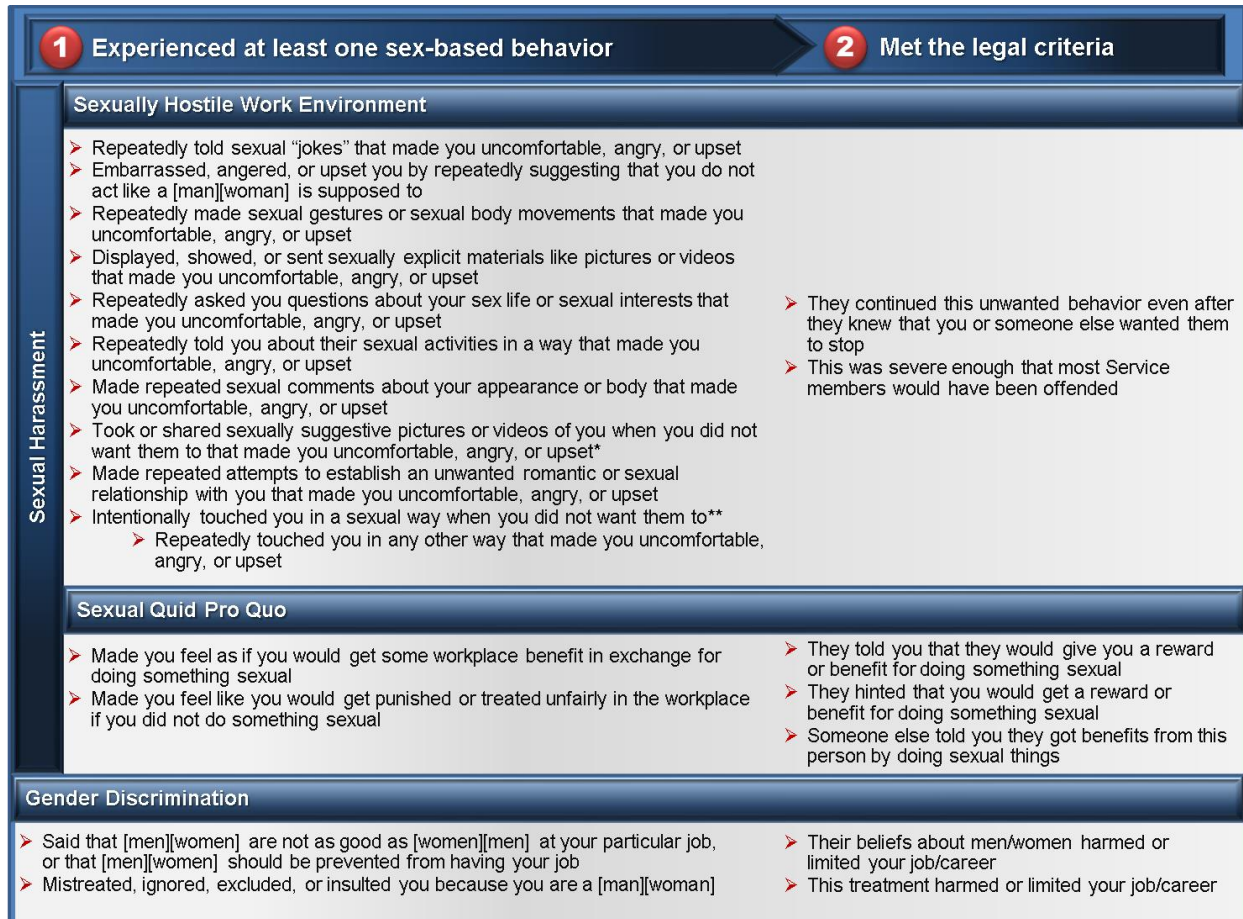 1 Experienced at least one sex-based behavior
2 Met the legal criteria
Sexual Harassment
Sexually Hostile Work Environment
➢ Repeatedly told sexual “jokes” that made you uncomfortable, angry, or upset
➢ Embarrassed, angered, or upset you by repeatedly suggesting that you do not
act like a [man][woman] is supposed to
➢ Repeatedly made sexual gestures or sexual body movements that made you
uncomfortable, angry, or upset
➢ Displayed, showed, or sent sexually explicit materials like pictures or videos
that made you uncomfortable, angry, or upset
➢ Repeatedly asked you questions about your sex life or sexual interests that
made you uncomfortable, angry, or upset
➢ Repeatedly told you about their sexual activities in a way that made you
uncomfortable, angry, or upset
➢ Made repeated sexual comments about your appearance or body that made
you uncomfortable, angry, or upset
➢ Took or shared sexually suggestive pictures or videos of you when you did not
want them to that made you uncomfortable, angry, or upset*
➢ Made repeated attempts to establish an unwanted romantic or sexual
relationship with you that made you uncomfortable, angry, or upset
➢ Intentionally touched you in a sexual way when you did not want them to**
➢ Repeatedly touched you in any other way that made you uncomfortable,
angry, or upset
➢ They continued this unwanted behavior even after
they knew that you or someone else wanted them
to stop
➢ This was severe enough that most Service
members would have been offended
Sexual Quid Pro Quo
➢ Made you feel as if you would get some workplace benefit in exchange for
doing something sexual
➢ Made you feel like you would get punished or treated unfairly in the workplace
if you did not do something sexual
➢ They told you that they would give you a reward
or benefit for doing something sexual
➢ They hinted that you would get a reward or
benefit for doing something sexual
➢ Someone else told you they got benefits from this
person by doing sexual things
Gender Discrimination
➢ Said that [men][women] are not as good as [women][men] at your particular job,
or that [men][women] should be prevented from having your job
➢ Mistreated, ignored, excluded, or insulted you because you are a [man][woman]
➢ Their beliefs about men/women harmed or
limited your job/career
➢ This treatment harmed or limited your job/career